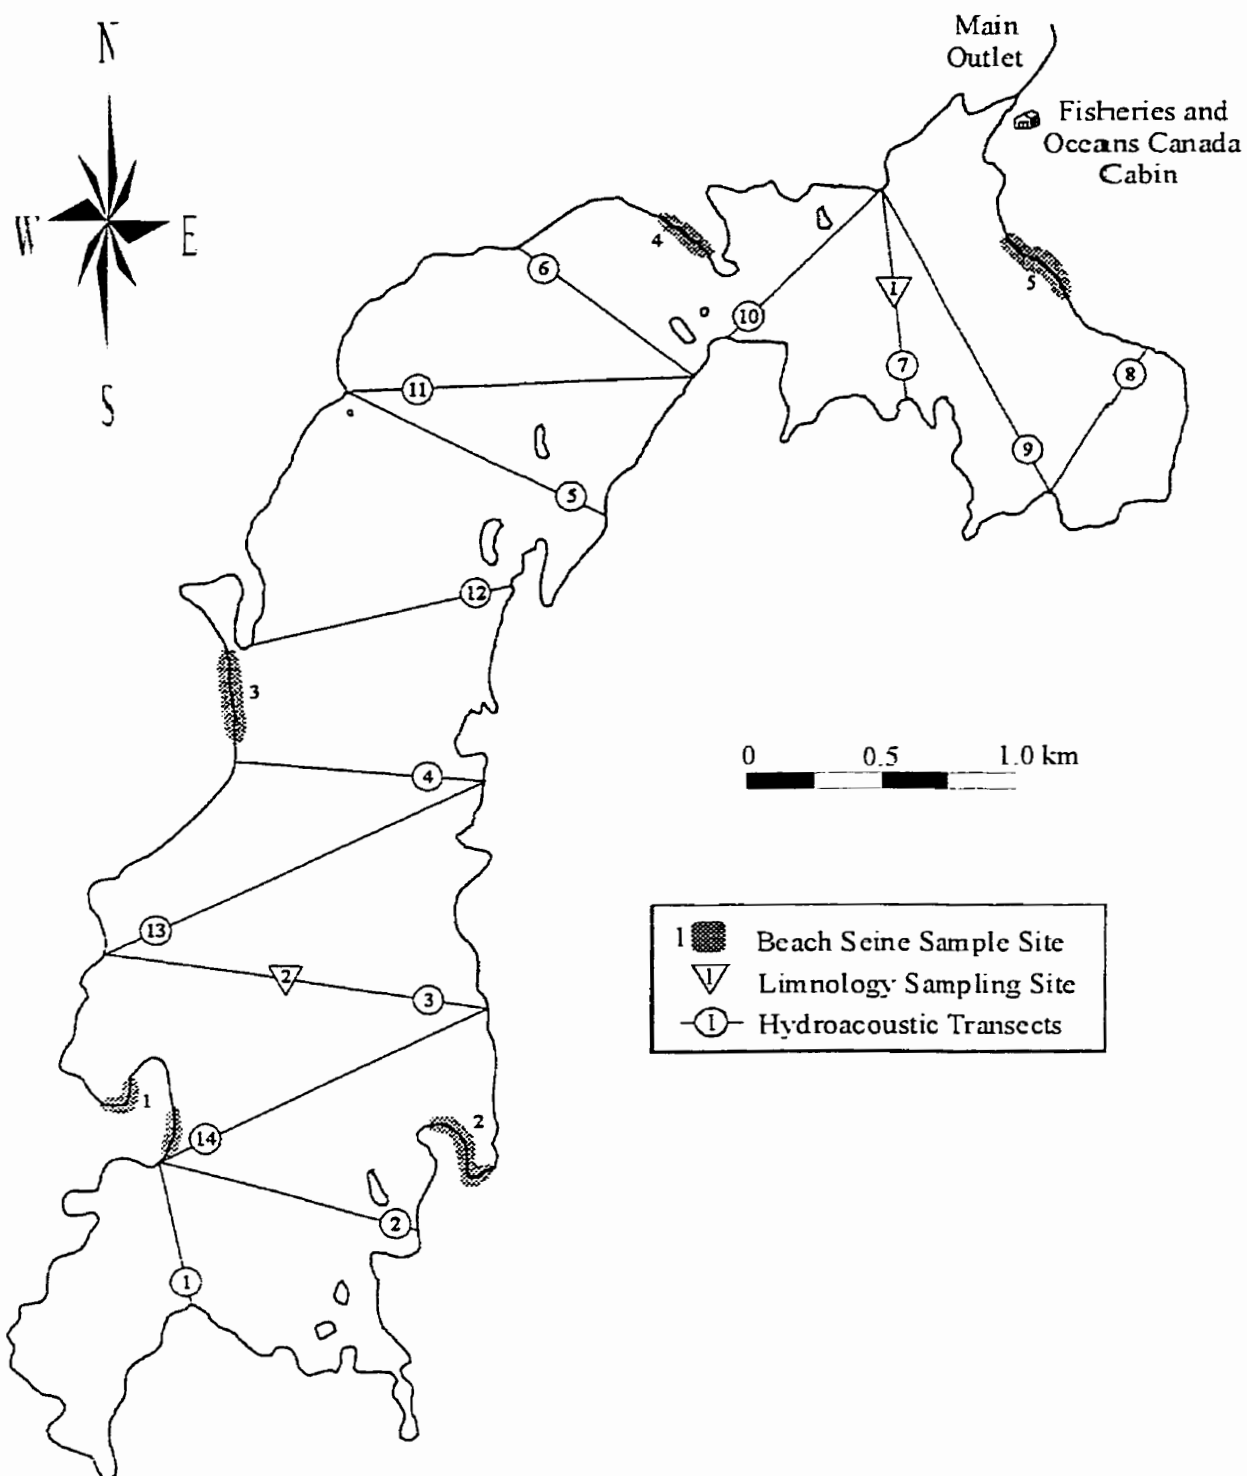 N
Main
Outlet
Fisheries and
Oceans Canada
Cabin
W
E
4
6
1
5
10
7
8
11
9
5
S
12
3
0 0.5 1.0 km
4
13
1 Beach Seine Sample Site
2
1 Limnology Sampling Site
3
1 Hydroacoustic Transects
1
2
14
2
1